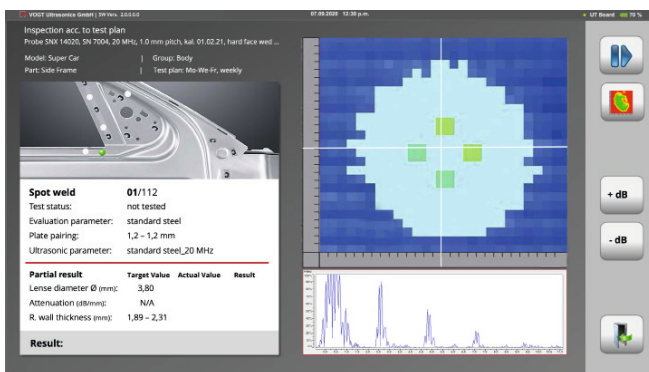 VOGT Ultrasonics GmbH | SW Vers. 2.0.0.0.0
07.09.2026 12:30 p.m.
UT Board 70 %
Inspection acc. to test plan
Probe SNX 14020, SN 7004, 20 MHz, 1.0 mm pitch, kal. 01.02.21, hard face wed ...
Model: Super Car | Group: Body
Part: Side Frame | Test plan: Mo-We-Fr, weekly
Spot weld 01/112
Test status: not tested
Evaluation parameter: standard steel
Plate pairing: 1,2 – 1,2 mm
Ultrasonic parameter: standard steel_20 MHz
Partial result Target Value Actual Value Result
Lense diameter Ø (mm): 3,80
Attenuation (dB/mm): N/A
R. wall thickness (mm): 1,89 – 2,31
Result:
+ dB
- dB